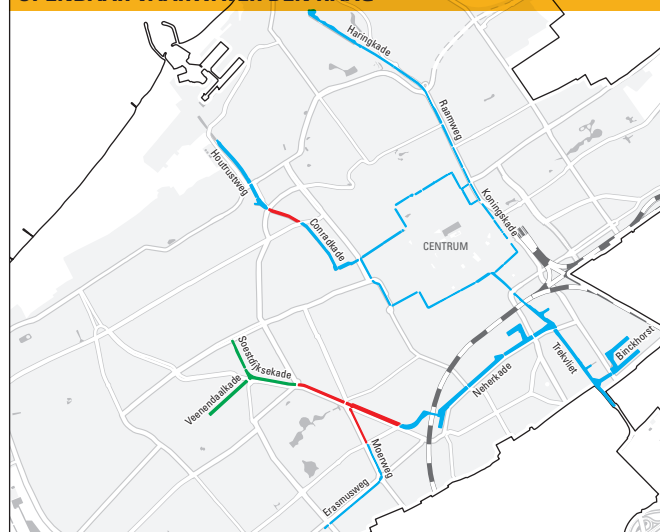 Haringkade
Raamweg
Houtrustweg
Koningskade
Conradkade
CENTRUM
Soestdijksekade
Veenendaalkade
Neherkade
Trekvliet
Binckhorst
Moerweg
Erasmusweg